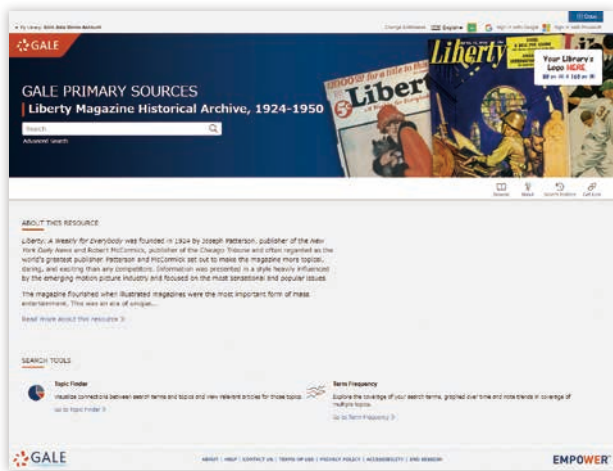 GALE
Your Library's
Logo HERE
GALE PRIMARY SOURCES
Liberty Magazine Historical Archive, 1924-1950
Search
Advanced Search
Liberty
5¢
ABOUT THIS RESOURCE
Liberty: A Weekly for Everybody was founded in 1924 by Joseph Patterson, publisher of the New
York Daily News and Robert McCormick, publisher of the Chicago Tribune and often regarded as the
world's greatest publisher. Patterson and McCormick set out to make the magazine more topical,
daring, and exciting than any competitors. Information was presented in a style heavily influenced
by the emerging motion picture industry and focused on the most sensational and popular issues.
The magazine flourished when illustrated magazines were the most important form of mass
entertainment. This was an era of unique...
Read more about this resource >
SEARCH TOOLS
Topic Finder
Visualize connections between search terms and topics and view relevant articles for those topics.
Go to Topic Finder >
Term Frequency
Explore the coverage of your search terms, graphed over time and note trends in coverage of
multiple topics.
Go to Term Frequency >
GALE
ABOUT | HELP | CONTACT US | TERMS OF USE | PRIVACY POLICY | ACCESSIBILITY | END SESSION
EMPOWER